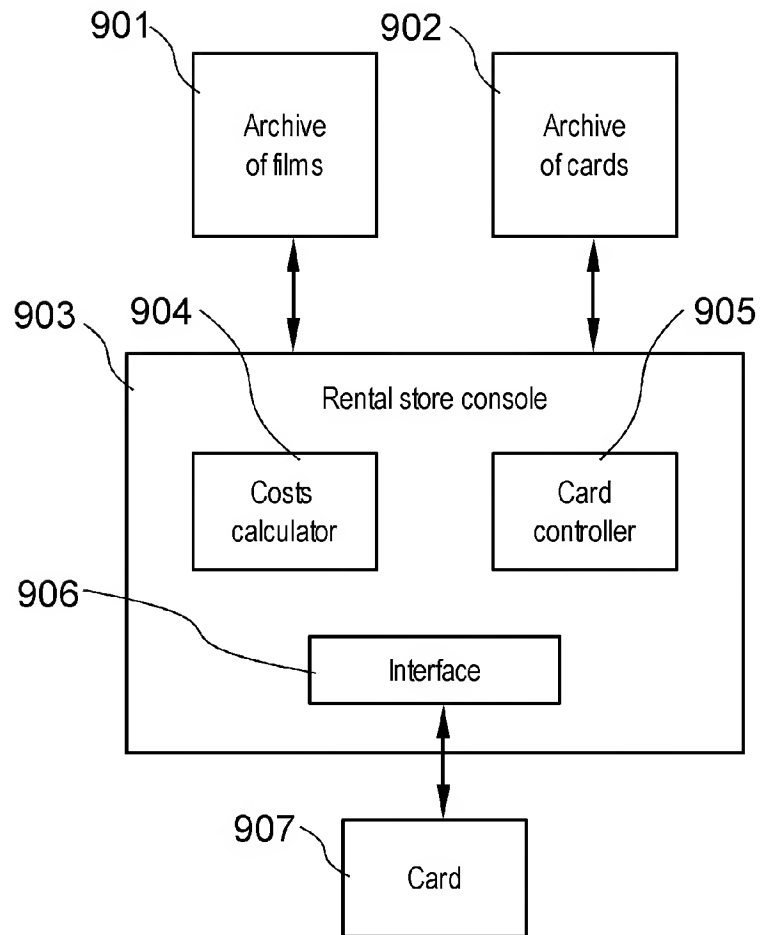 901
902
Archive
of films
Archive
of cards
903
904
905
Rental store console
Costs
calculator
Card
controller
906
Interface
907
Card